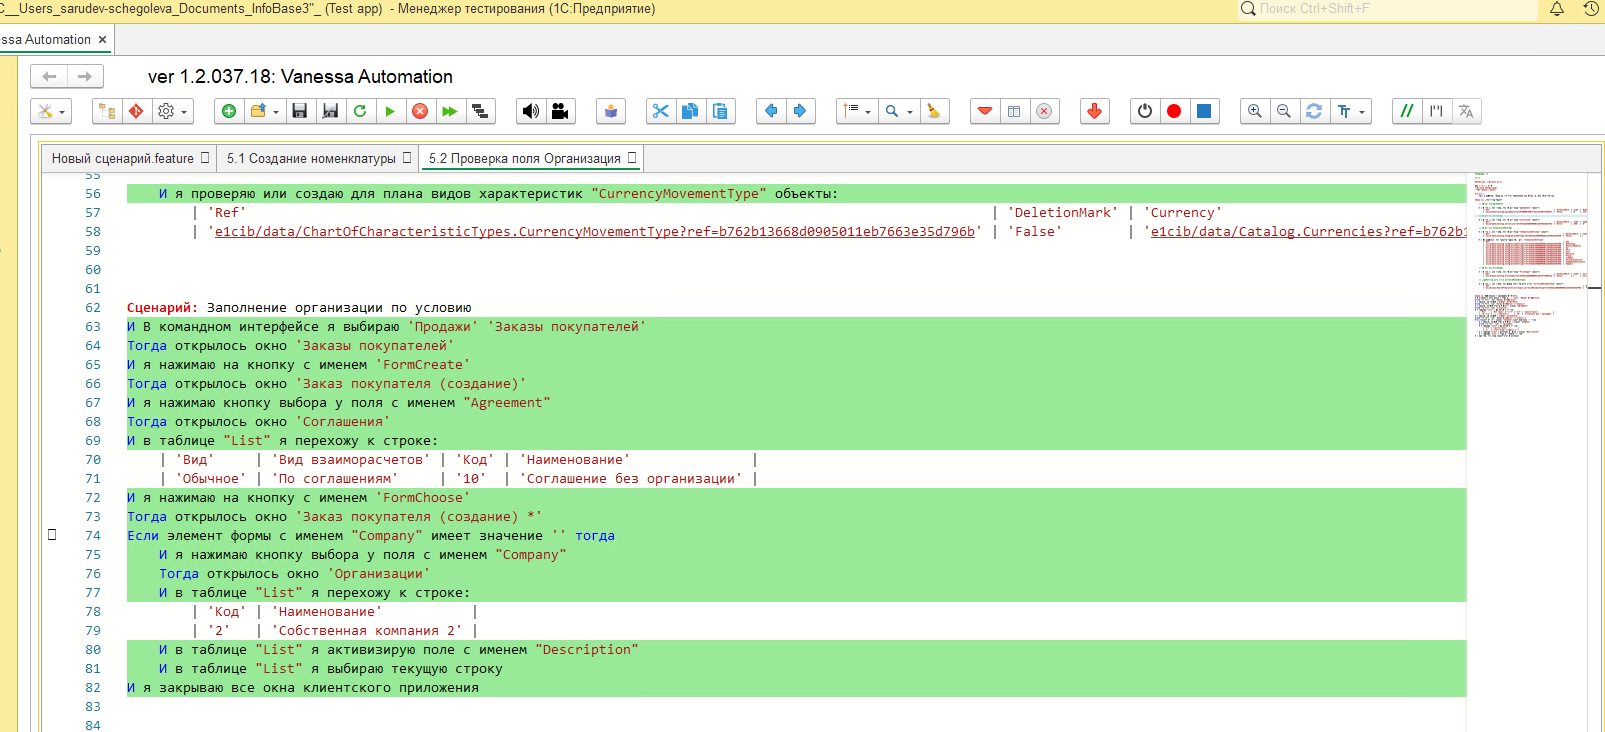 C__Users_sarudev-schegoleva_Documents_InfoBase3"_ (Test app) - Менеджер тестирования (1С:Предприятие)
Поиск Ctrl+Shift+F
ssa Automation ×
ver 1.2.037.18: Vanessa Automation
Новый сценарий.feature
5.1 Создание номенклатуры
5.2 Проверка поля Организация
55
56 И я проверяю или создаю для плана видов характеристик "CurrencyMovementType" объекты:
57 | 'Ref' | 'DeletionMark' | 'Currency'
58 | 'e1cib/data/ChartOfCharacteristicTypes.CurrencyMovementType?ref=b762b13668d0905011eb7663e35d796b' | 'False' | 'e1cib/data/Catalog.Currencies?ref=b762b1
59
60
61
62 Сценарий: Заполнение организации по условию
63 И В командном интерфейсе я выбираю 'Продажи' 'Заказы покупателей'
64 Тогда открылось окно 'Заказы покупателей'
65 И я нажимаю на кнопку с именем 'FormCreate'
66 Тогда открылось окно 'Заказ покупателя (создание)'
67 И я нажимаю кнопку выбора у поля с именем "Agreement"
68 Тогда открылось окно 'Соглашения'
69 И в таблице "List" я перехожу к строке:
70 | 'Вид' | 'Вид взаиморасчетов' | 'Код' | 'Наименование' |
71 | 'Обычное' | 'По соглашениям' | '10' | 'Соглашение без организации' |
72 И я нажимаю на кнопку с именем 'FormChoose'
73 Тогда открылось окно 'Заказ покупателя (создание) *'
74 Если элемент формы с именем "Company" имеет значение '' тогда
75 И я нажимаю кнопку выбора у поля с именем "Company"
76 Тогда открылось окно 'Организации'
77 И в таблице "List" я перехожу к строке:
78 | 'Код' | 'Наименование' |
79 | '2' | 'Собственная компания 2' |
80 И в таблице "List" я активизирую поле с именем "Description"
81 И в таблице "List" я выбираю текущую строку
82 И я закрываю все окна клиентского приложения
83
84